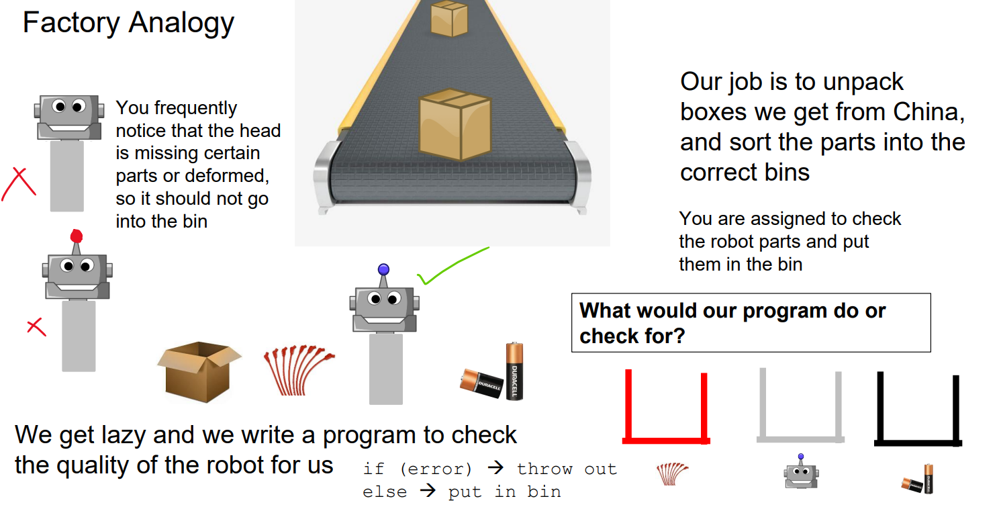 Factory Analogy
You frequently
notice that the head
is missing certain
parts or deformed,
so it should not go
into the bin
Our job is to unpack
boxes we get from China,
and sort the parts into the
correct bins
You are assigned to check
the robot parts and put
them in the bin
What would our program do or
check for?
DURACELL
DURACELL
We get lazy and we write a program to check
the quality of the robot for us
if (error) → throw out
else → put in bin
DURACELL
DURACELL